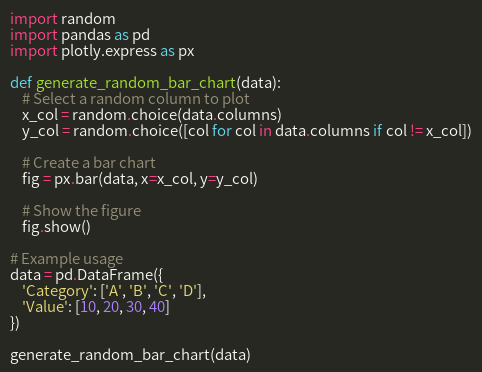 import random
import pandas as pd
import plotly.express as px

def generate_random_bar_chart(data):
    # Select a random column to plot
    x_col = random.choice(data.columns)
    y_col = random.choice([col for col in data.columns if col != x_col])

    # Create a bar chart
    fig = px.bar(data, x=x_col, y=y_col)

    # Show the figure
    fig.show()

# Example usage
data = pd.DataFrame({
    'Category': ['A', 'B', 'C', 'D'],
    'Value': [10, 20, 30, 40]
})

generate_random_bar_chart(data)